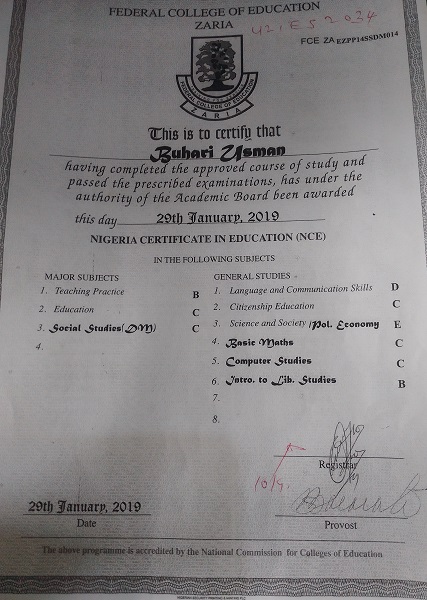 FEDERAL COLLEGE OF EDUCATION
ZARIA
FCE ZA EZPP14SSDM014
FEDERAL COLLEGE OF EDUCATION
ZARIA
This is to certify that
Buhari Usman
having completed the approved course of study and
passed the prescribed examinations, has under the
authority of the Academic Board been awarded
this day 29th January, 2019
NIGERIA CERTIFICATE IN EDUCATION (NCE)
IN THE FOLLOWING SUBJECTS
MAJOR SUBJECTS
1. Teaching Practice B
2. Education C
3. Social Studies(DM) C
4.
GENERAL STUDIES
1. Language and Communication Skills D
2. Citizenship Education C
3. Science and Society /Pol. Economy E
4. Basic Maths C
5. Computer Studies C
6. Intro. to Lib. Studies B
7.
8.
Registrar
29th January, 2019
Date
Provost
The above programme is accredited by the National Commission for Colleges of Education